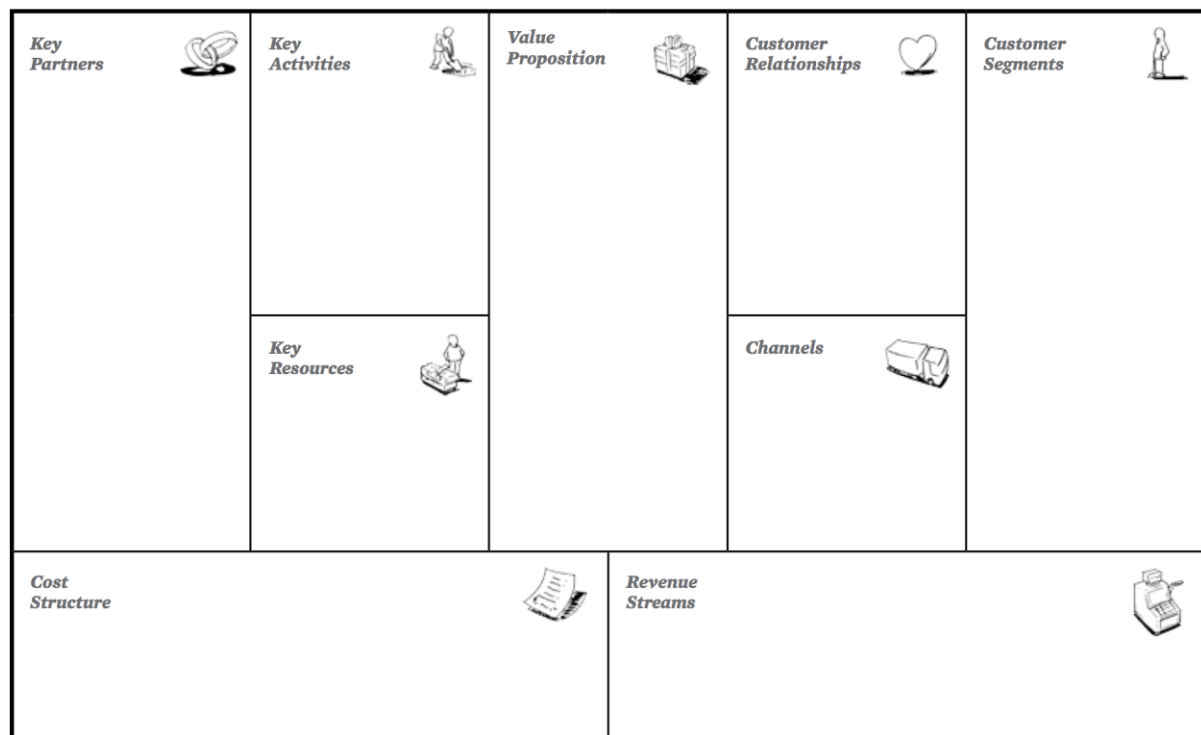 Key
Partners
Key
Activities
Value
Proposition
Customer
Relationships
Customer
Segments
Key
Resources
Channels
Cost
Structure
Revenue
Streams